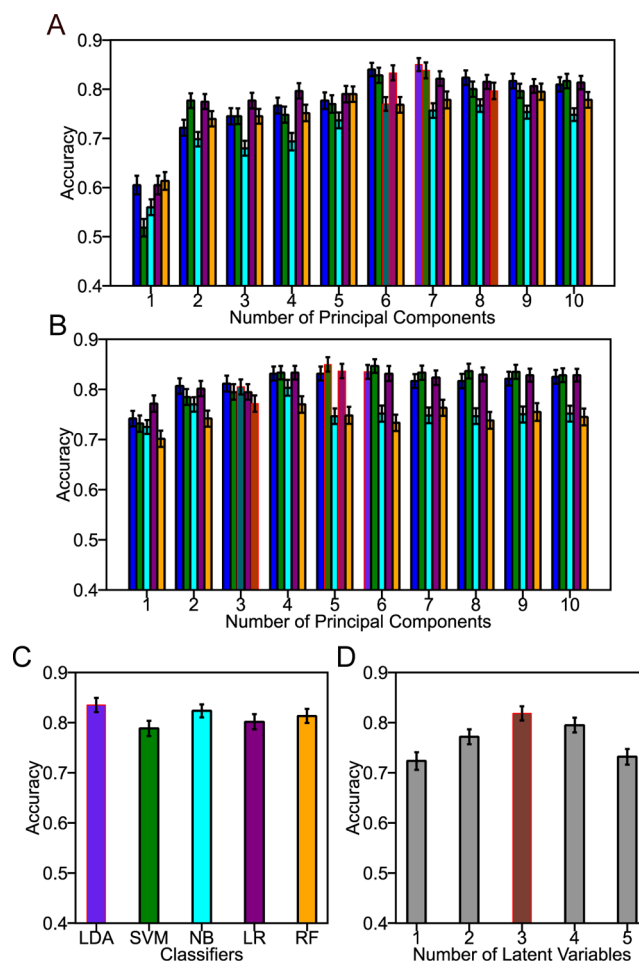 A
0.9
0.8
0.7
0.6
0.5
0.4
Accuracy
1 2 3 4 5 6 7 8 9 10
Number of Principal Components
B
0.9
0.8
0.7
0.6
0.5
0.4
Accuracy
1 2 3 4 5 6 7 8 9 10
Number of Principal Components
C
0.9
0.8
0.7
0.6
0.5
0.4
Accuracy
LDA SVM NB LR RF
Classifiers
D
0.9
0.8
0.7
0.6
0.5
0.4
Accuracy
1 2 3 4 5
Number of Latent Variables